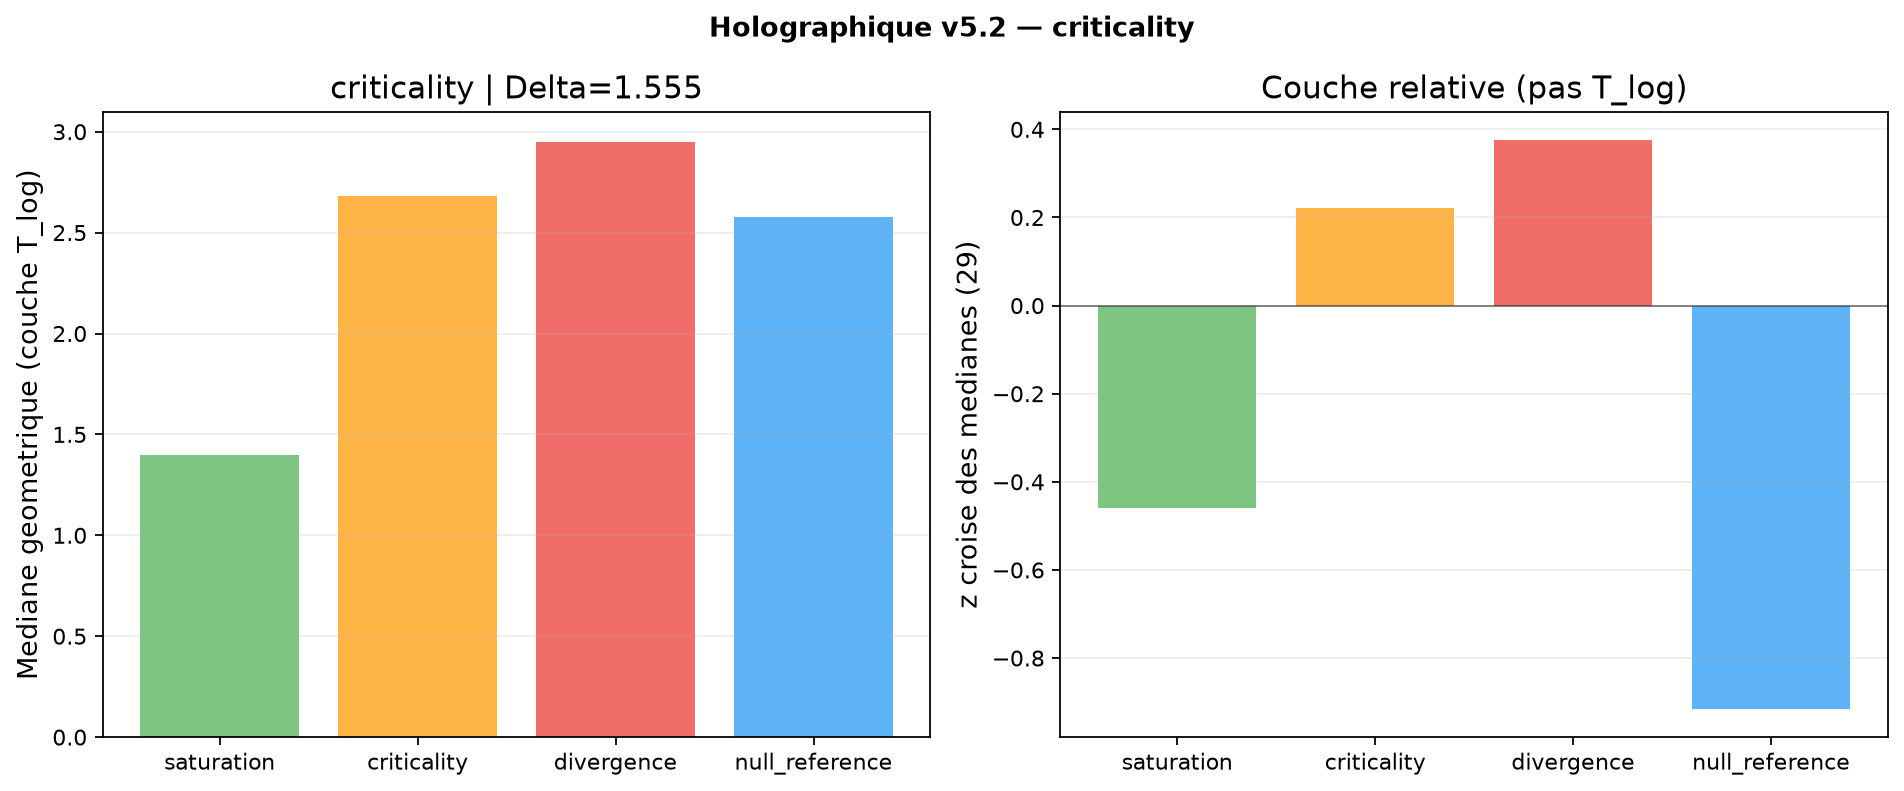 Holographique v5.2 — criticality
criticality | Delta=1.555
Mediane geometrique (couche T_log)
3.0
2.5
2.0
1.5
1.0
0.5
0.0
saturation
criticality
divergence
null_reference
Couche relative (pas T_log)
z croise des medianes (29)
0.4
0.2
0.0
−0.2
−0.4
−0.6
−0.8
saturation
criticality
divergence
null_reference